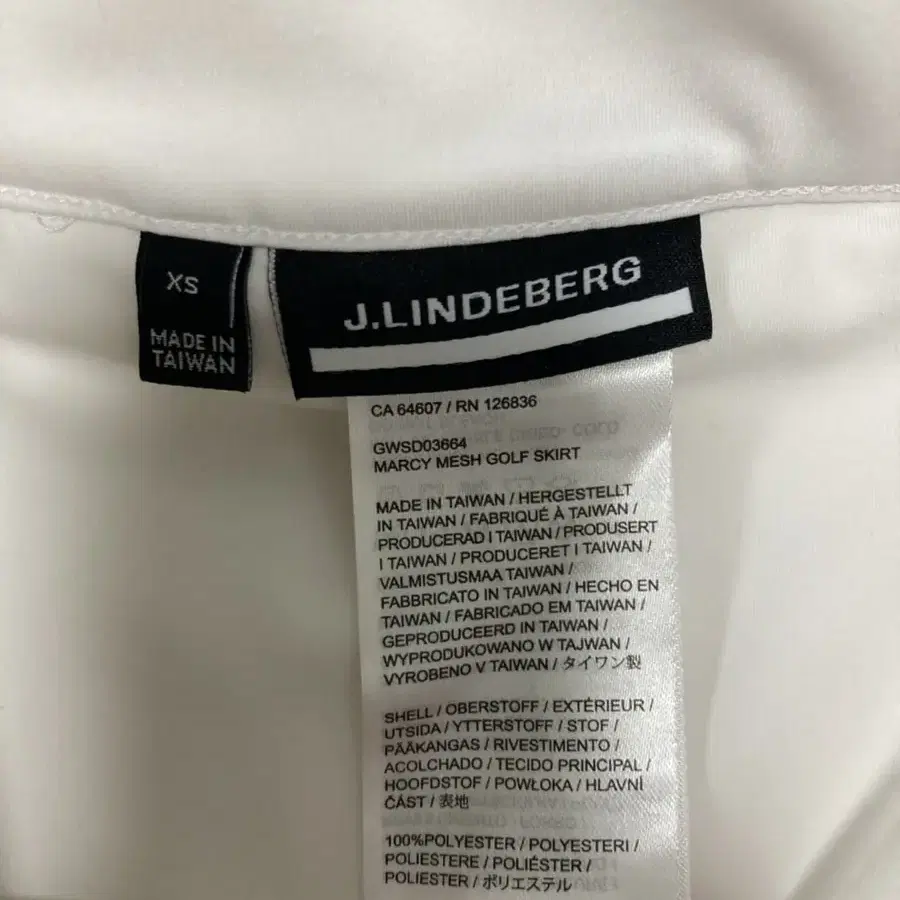 XS
MADE IN
TAIWAN
J.LINDEBERG
CA 64607 / RN 126836
GWSD03664
MARCY MESH GOLF SKIRT
MADE IN TAIWAN / HERGESTELLT
IN TAIWAN / FABRIQUÉ À TAIWAN /
PRODUCERAD I TAIWAN / PRODUSERT
I TAIWAN / PRODUCERET I TAIWAN /
VALMISTUSMAA TAIWAN /
FABBRICATO IN TAIWAN / HECHO EN
TAIWAN / FABRICADO EM TAIWAN /
GEPRODUCEERD IN TAIWAN /
WYPRODUKOWANO W TAJWAN /
VYROBENO V TAIWAN / タイワン製
SHELL / OBERSTOFF / EXTÉRIEUR /
UTSIDA / YTTERSTOFF / STOF /
PÄÄKANGAS / RIVESTIMENTO /
ACOLCHADO / TECIDO PRINCIPAL /
HOOFDSTOF / POWŁOKA / HLAVNÍ
ČÁST / 表地
100%POLYESTER / POLYESTERI /
POLIESTERE / POLIÉSTER /
POLIESTER / ポリエステル